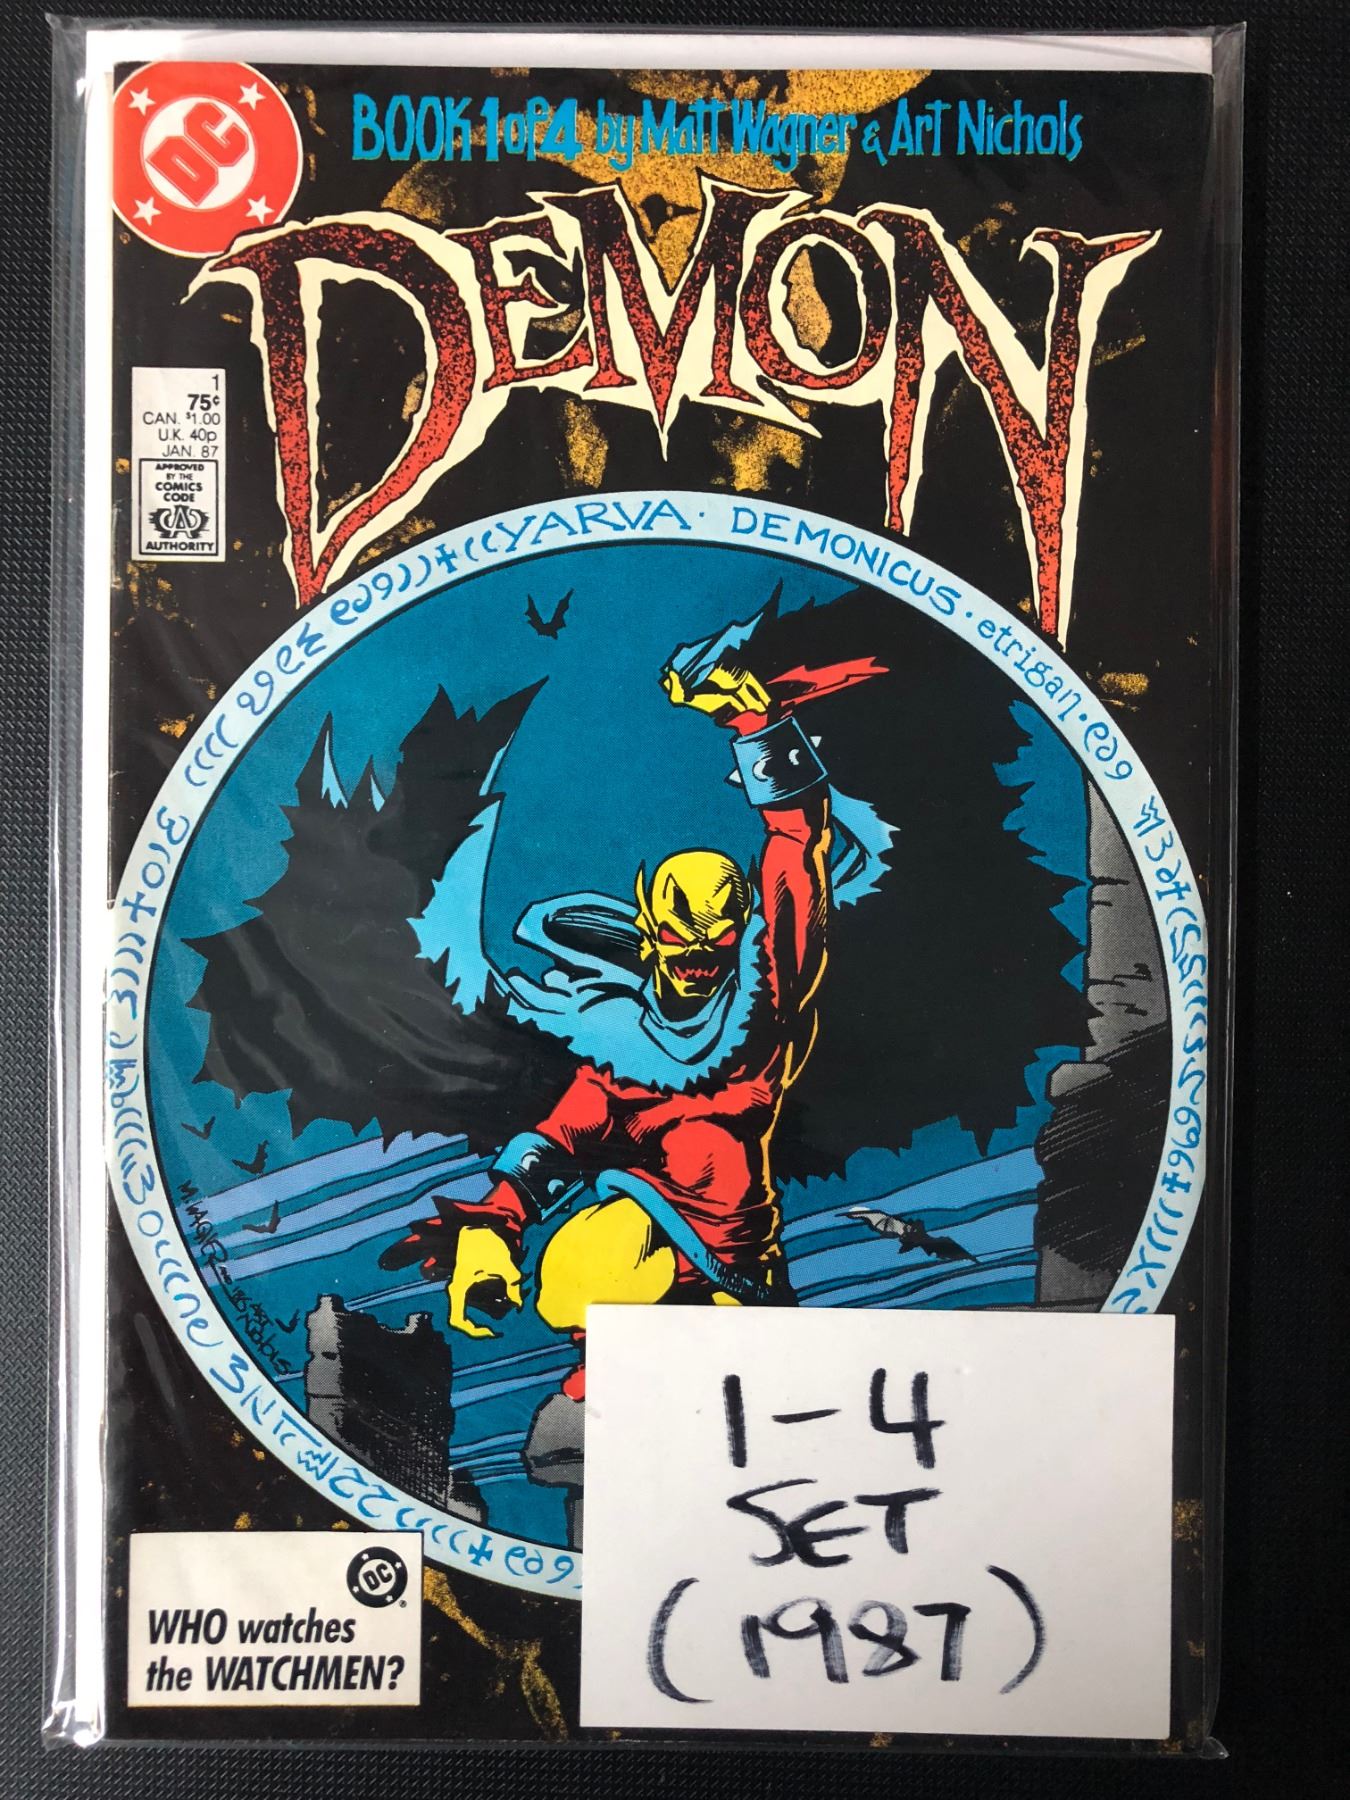 DC
BOOK 1 of 4 by Matt Wagner & Art Nichols
DEMON
1
75¢
CAN. $1.00
U.K. 40p
JAN. 87
APPROVED
BY THE
COMICS
CODE
A
AUTHORITY
YARVA · DEMONICUS · etrigan
M WAGNER
ART
NICHOLS
DC
WHO watches
the WATCHMEN?
1-4
SET
(1987)